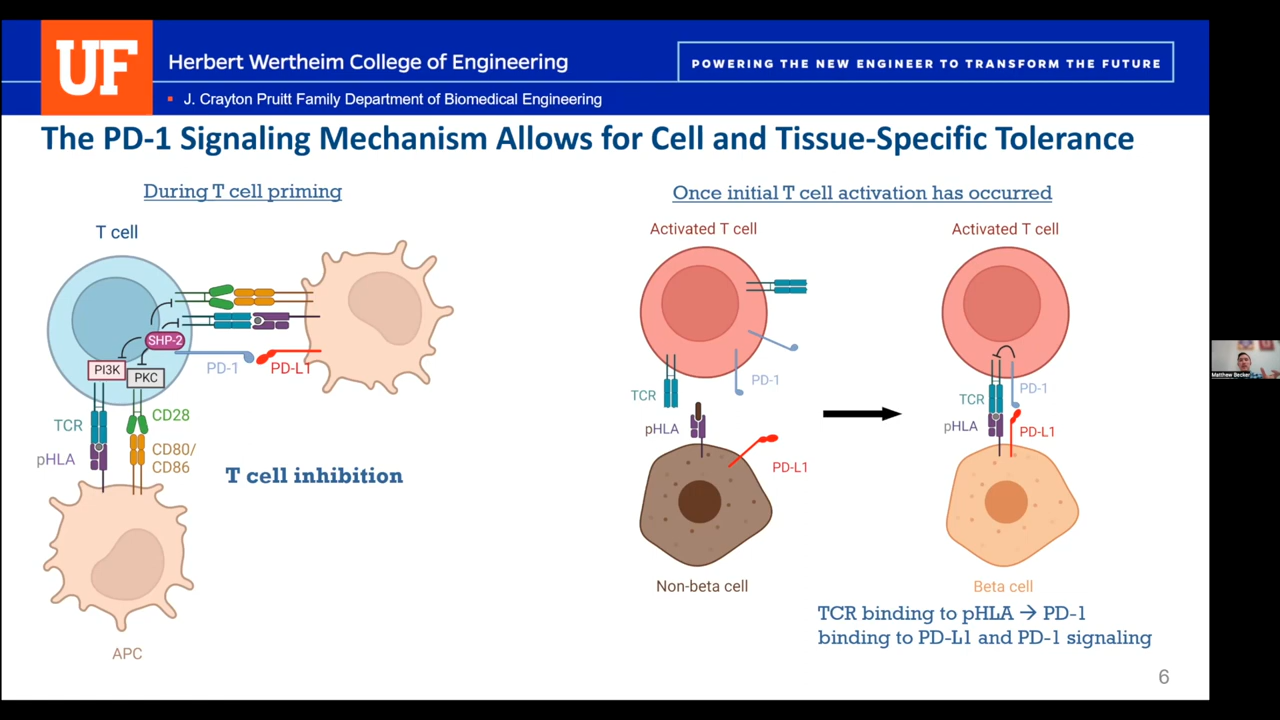 UF
Herbert Wertheim College of Engineering
POWERING THE NEW ENGINEER TO TRANSFORM THE FUTURE
J. Crayton Pruitt Family Department of Biomedical Engineering
The PD-1 Signaling Mechanism Allows for Cell and Tissue-Specific Tolerance
During T cell priming
T cell
SHP-2
PI3K
PKC
PD-1
PD-L1
TCR
CD28
pHLA
CD80/
CD86
T cell inhibition
APC
Once initial T cell activation has occurred
Activated T cell
PD-1
TCR
pHLA
PD-L1
Non-beta cell
Activated T cell
PD-1
TCR
pHLA
PD-L1
Beta cell
TCR binding to pHLA → PD-1
binding to PD-L1 and PD-1 signaling
6
Matthew Becker